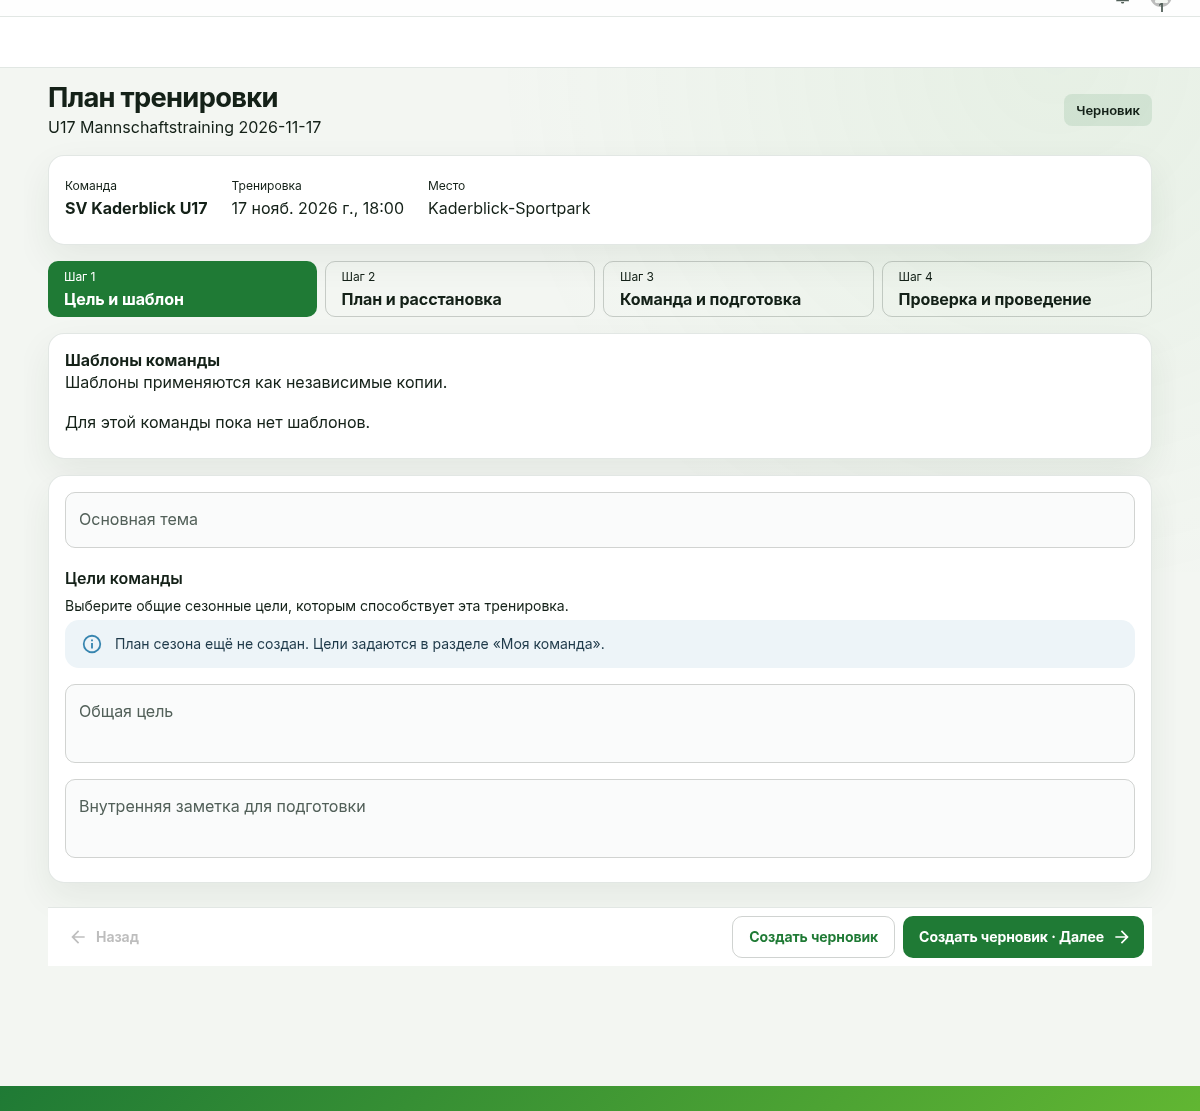 План тренировки
U17 Mannschaftstraining 2026-11-17
Черновик
Команда
SV Kaderblick U17
Тренировка
17 нояб. 2026 г., 18:00
Место
Kaderblick-Sportpark
Шаг 1
Цель и шаблон
Шаг 2
План и расстановка
Шаг 3
Команда и подготовка
Шаг 4
Проверка и проведение
Шаблоны команды
Шаблоны применяются как независимые копии.
Для этой команды пока нет шаблонов.
Основная тема
Цели команды
Выберите общие сезонные цели, которым способствует эта тренировка.
План сезона ещё не создан. Цели задаются в разделе «Моя команда».
Общая цель
Внутренняя заметка для подготовки
Назад
Создать черновик
Создать черновик · Далее